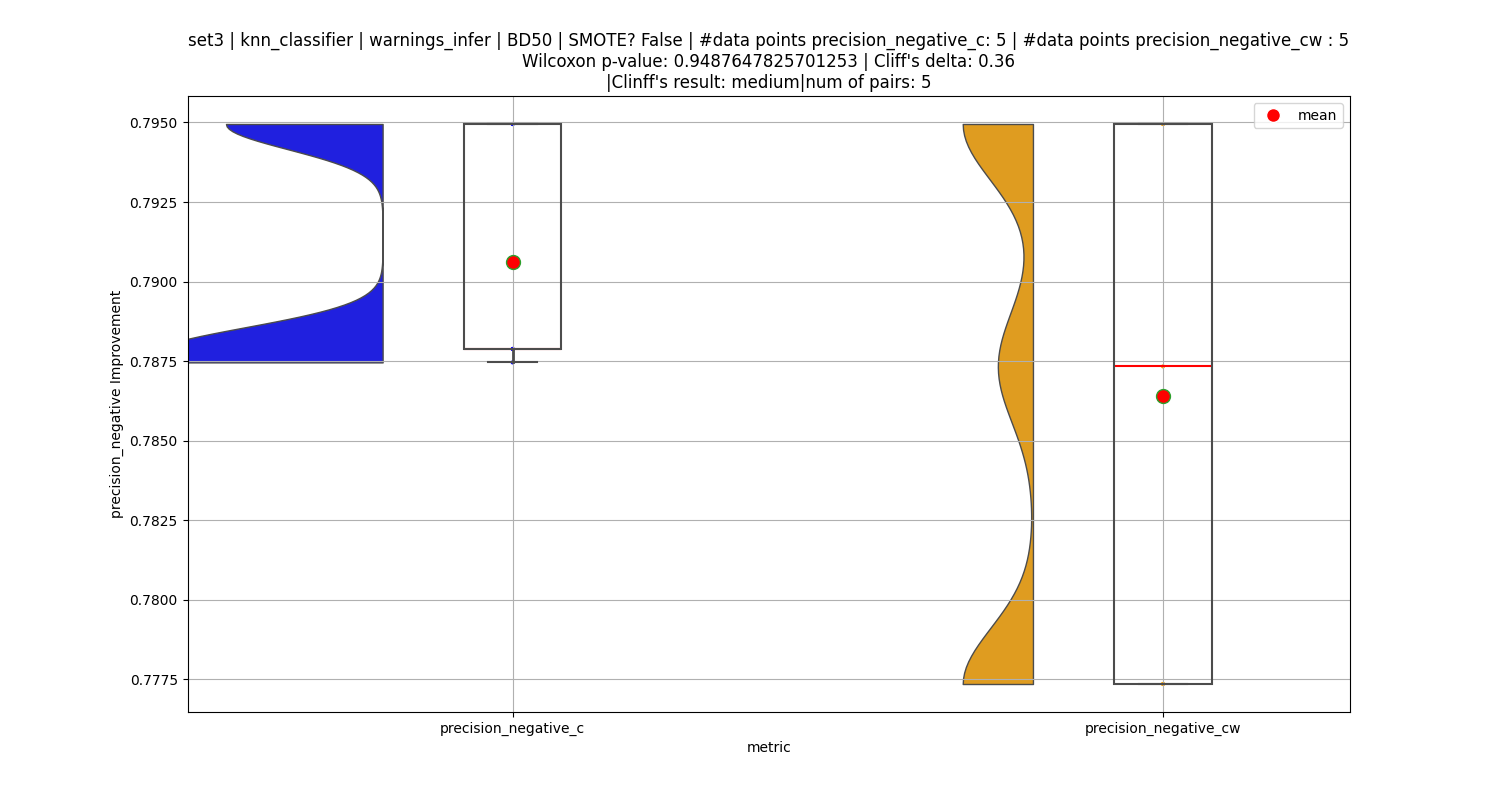 set3 | knn_classifier | warnings_infer | BD50 | SMOTE? False | #data points precision_negative_c: 5 | #data points precision_negative_cw : 5
Wilcoxon p-value: 0.9487647825701253 | Cliff's delta: 0.36
|Clinff's result: medium|num of pairs: 5
mean
0.7950
0.7925
0.7900
0.7875
0.7850
0.7825
0.7800
0.7775
precision_negative Improvement
precision_negative_c
precision_negative_cw
metric